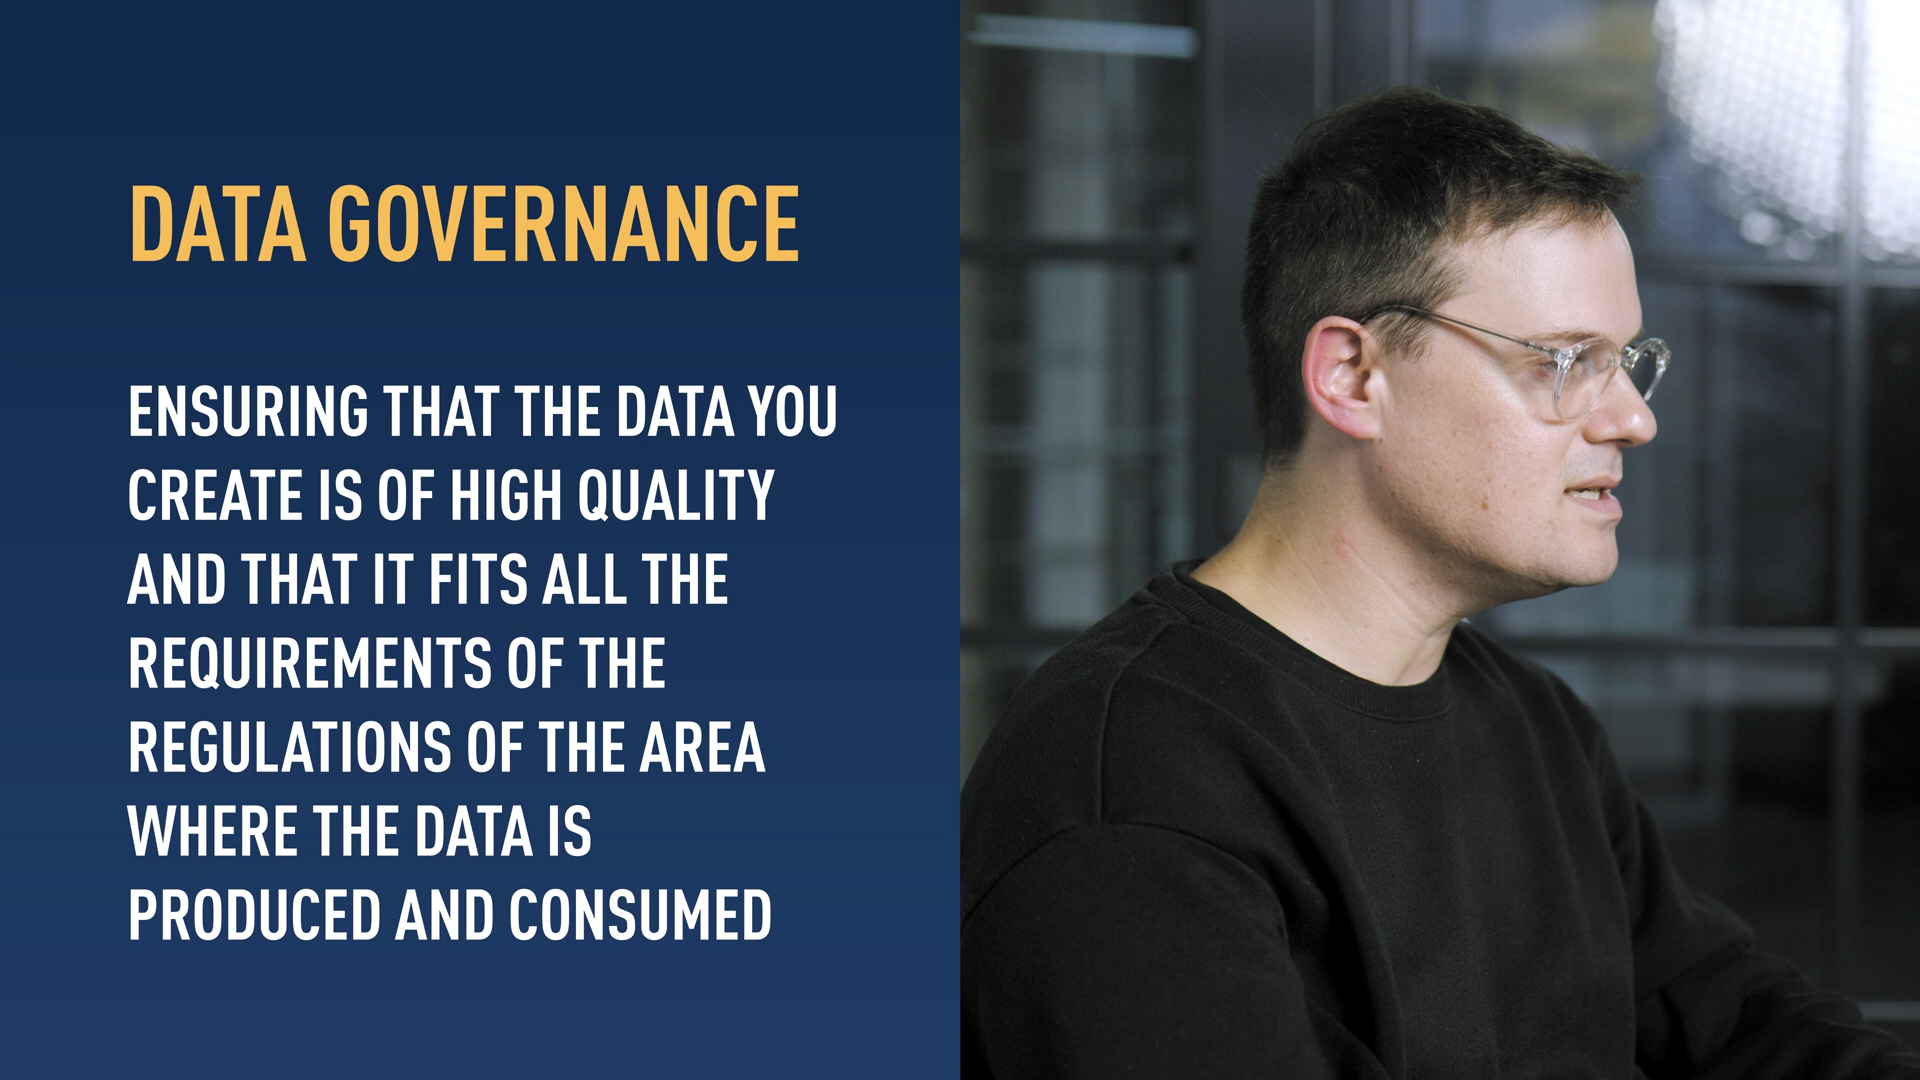 DATA GOVERNANCE
ENSURING THAT THE DATA YOU
CREATE IS OF HIGH QUALITY
AND THAT IT FITS ALL THE
REQUIREMENTS OF THE
REGULATIONS OF THE AREA
WHERE THE DATA IS
PRODUCED AND CONSUMED